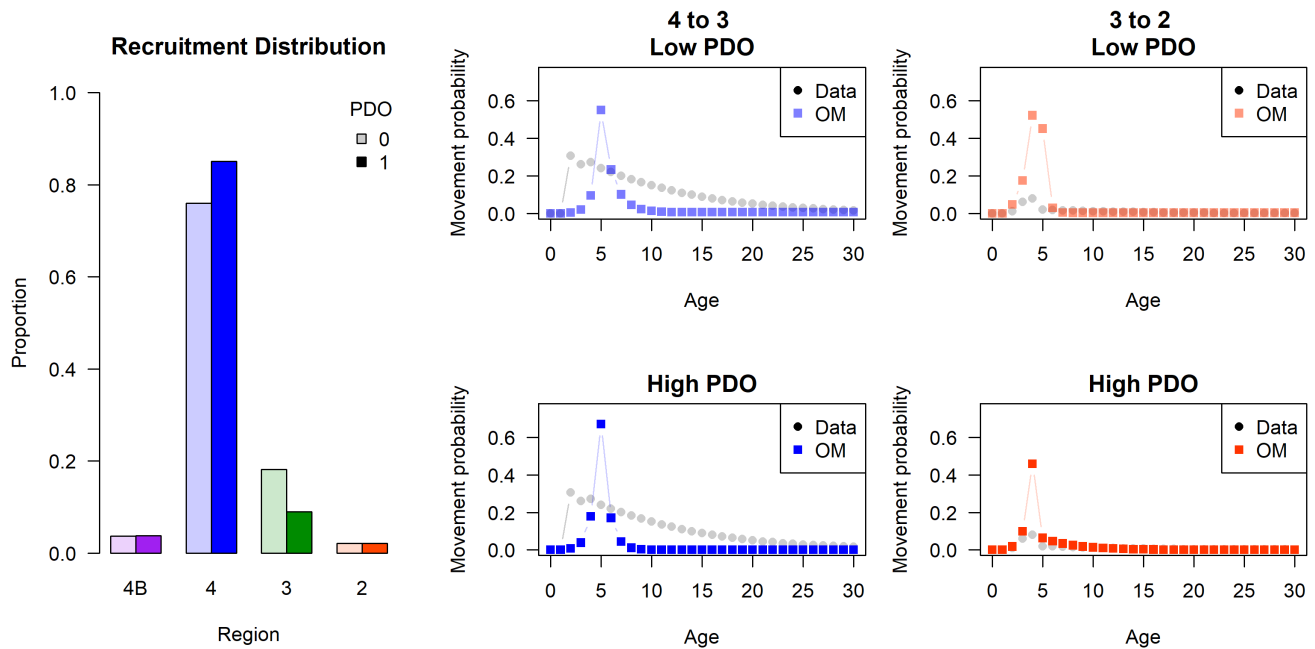 Recruitment Distribution
Proportion
1.0
0.8
0.6
0.4
0.2
0.0
PDO
0
1
4B
4
3
2
Region
4 to 3
Low PDO
Movement probability
0.6
0.4
0.2
0.0
Data
OM
0
5
10
15
20
25
30
Age
3 to 2
Low PDO
Movement probability
0.6
0.4
0.2
0.0
Data
OM
0
5
10
15
20
25
30
Age
High PDO
Movement probability
0.6
0.4
0.2
0.0
Data
OM
0
5
10
15
20
25
30
Age
High PDO
Movement probability
0.6
0.4
0.2
0.0
Data
OM
0
5
10
15
20
25
30
Age